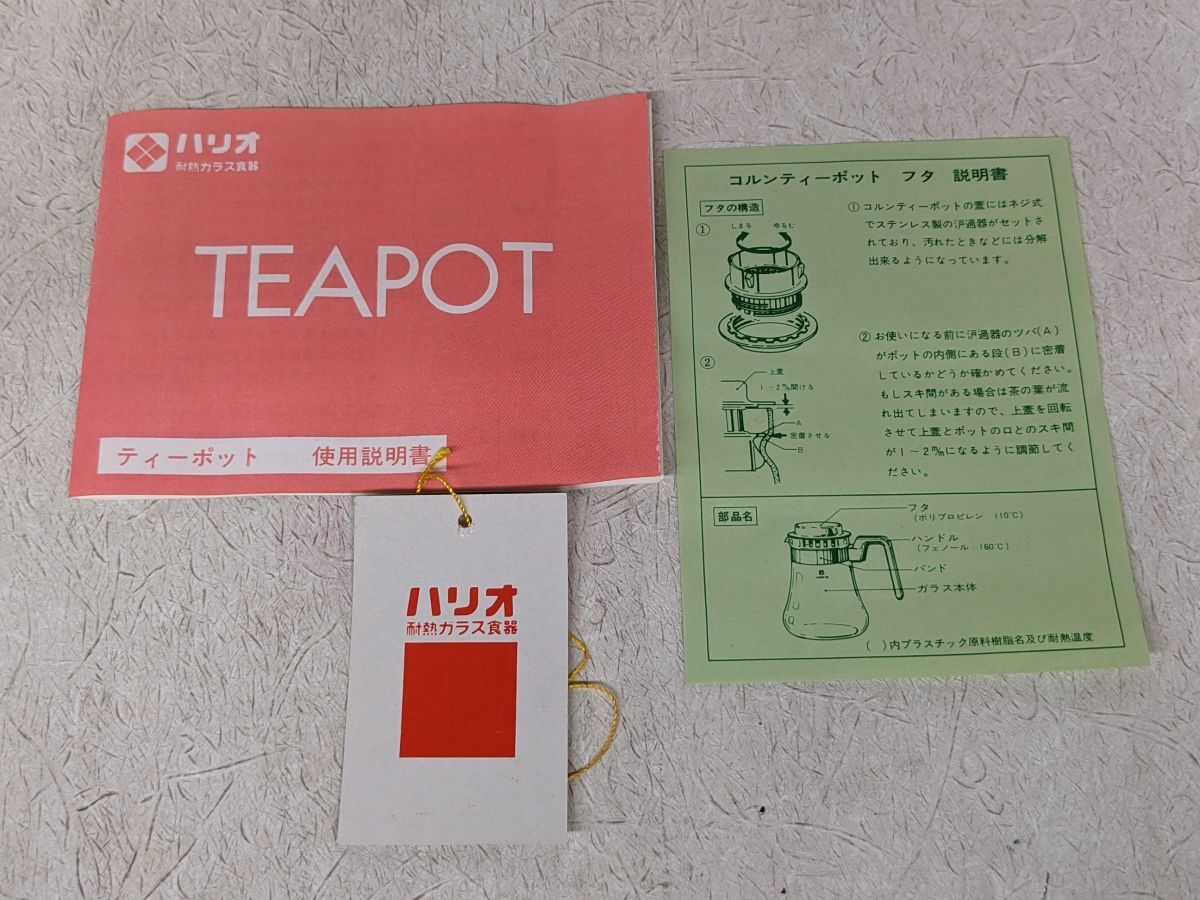 ハリオ
耐熱ガラス食器
TEAPOT
ティーポット 使用説明書
ハリオ
耐熱ガラス食器
コルンティーポット フタ 説明書
フタの構造
① しまる ゆるむ
① コルンティーポットの蓋にはネジ式
でステンレス製の沪過器がセットさ
れており、汚れたときなどには分解
出来るようになっています。
②
上蓋
1～2㎜開ける
A
密着させる
B
② お使いになる前に沪過器のツバ(A)
がポットの内側にある段(B)に密着
しているかどうか確かめてください。
もしスキ間がある場合は茶の葉が流
れ出てしまいますので、上蓋を回転
させて上蓋とポットの口とのスキ間
が1～2㎜になるように調節してく
ださい。
部品名
フタ
(ポリプロピレン 110℃)
ハンドル
(フェノール 160℃)
バンド
ガラス本体
( )内プラスチック原料樹脂名及び耐熱温度